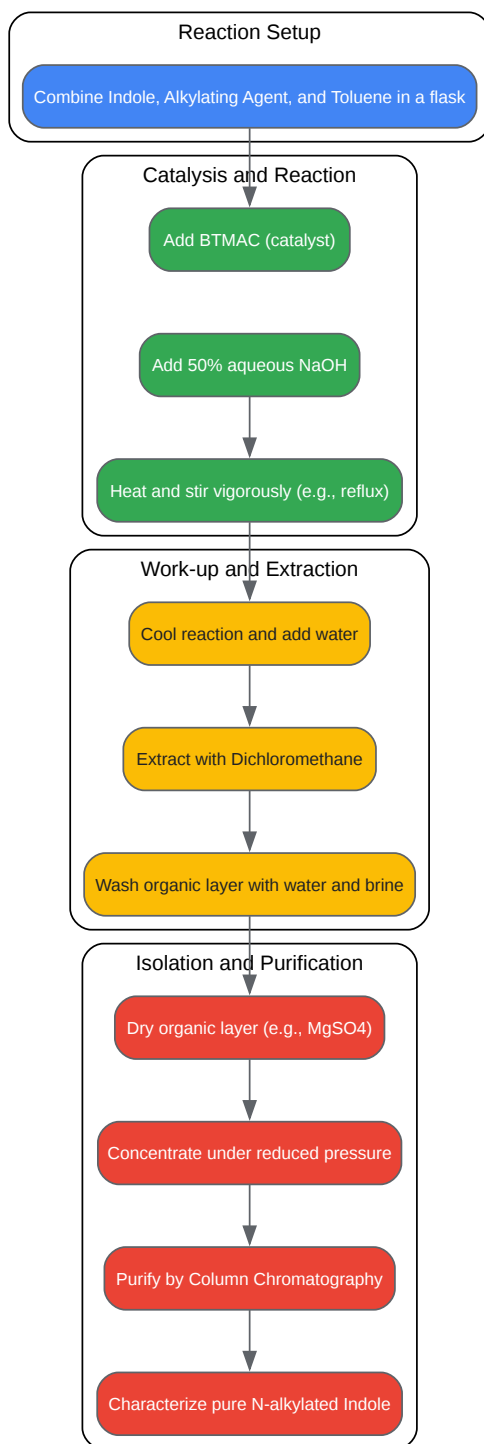 Reaction Setup
Combine Indole, Alkylating Agent, and Toluene in a flask
Catalysis and Reaction
Add BTMAC (catalyst)
Add 50% aqueous NaOH
Heat and stir vigorously (e.g., reflux)
Work-up and Extraction
Cool reaction and add water
Extract with Dichloromethane
Wash organic layer with water and brine
Isolation and Purification
Dry organic layer (e.g., MgSO4)
Concentrate under reduced pressure
Purify by Column Chromatography
Characterize pure N-alkylated Indole